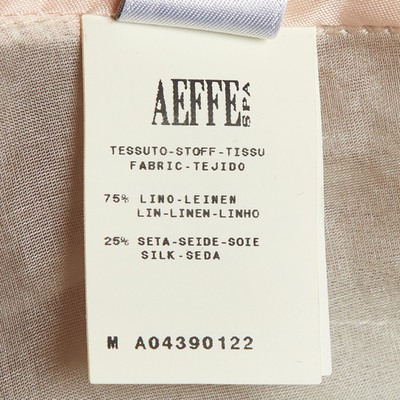 AEFFE SPA
TESSUTO-STOFF-TISSU
FABRIC-TEJIDO
75% LINO-LEINEN
LIN-LINEN-LINHO
25% SETA-SEIDE-SOIE
SILK-SEDA
M A04390122